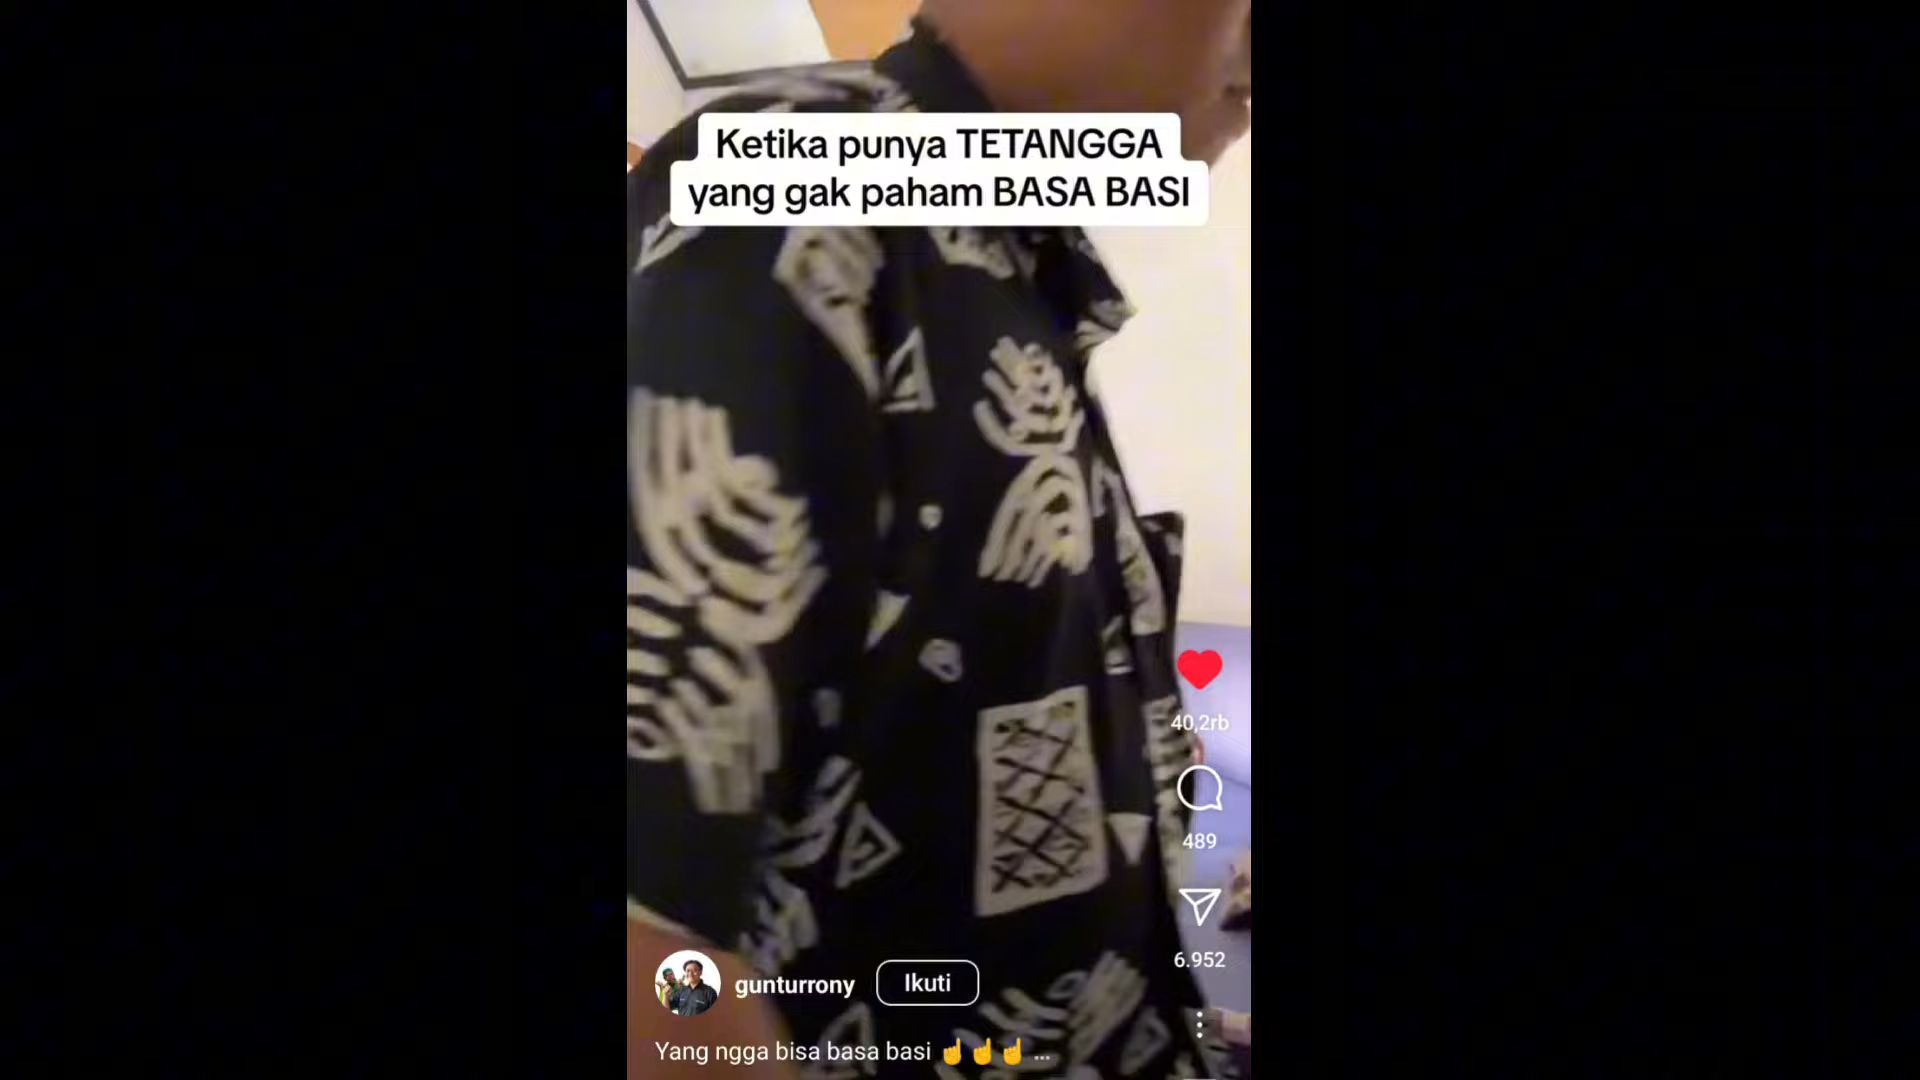 Ketika punya TETANGGA
yang gak paham BASA BASI
40,2rb
489
6.952
gunturrony
Ikuti
Yang ngga bisa basa basi ☝️☝️☝️ ...